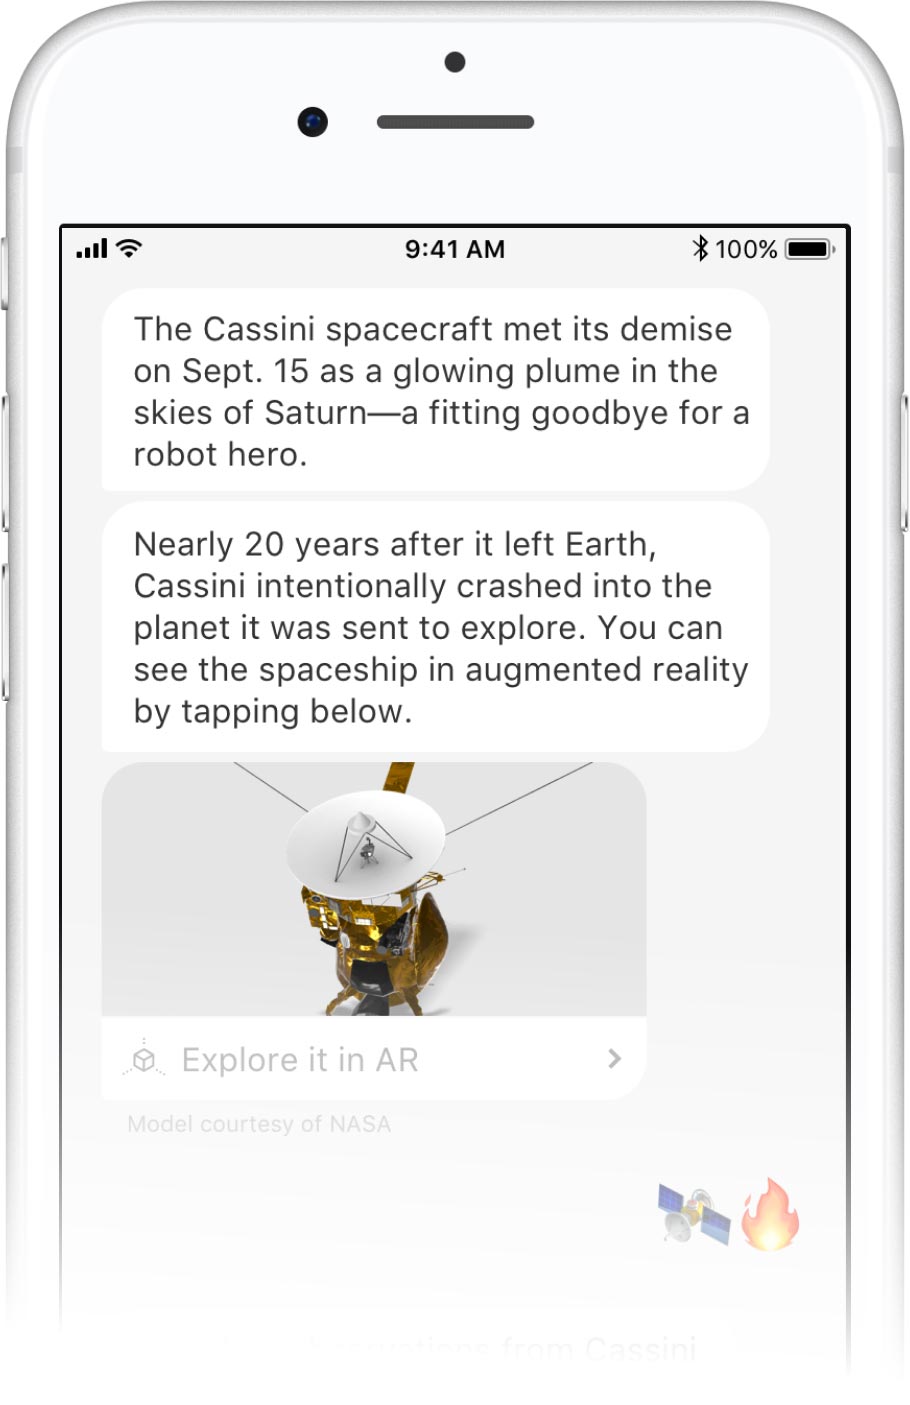 9:41 AM
100%
The Cassini spacecraft met its demise
on Sept. 15 as a glowing plume in the
skies of Saturn—a fitting goodbye for a
robot hero.
Nearly 20 years after it left Earth,
Cassini intentionally crashed into the
planet it was sent to explore. You can
see the spaceship in augmented reality
by tapping below.
Explore it in AR
Model courtesy of NASA
from Cassini